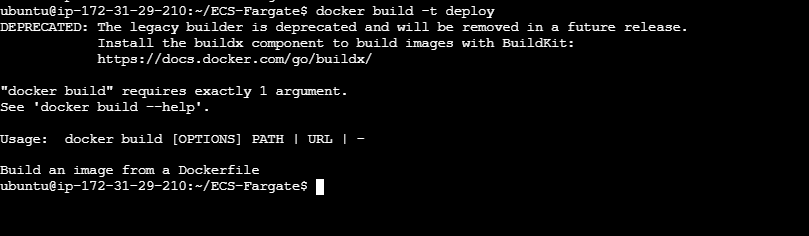 ubuntu@ip-172-31-29-210:~/ECS-Fargate$ docker build -t deploy
DEPRECATED: The legacy builder is deprecated and will be removed in a future release.
            Install the buildx component to build images with BuildKit:
            https://docs.docker.com/go/buildx/

"docker build" requires exactly 1 argument.
See 'docker build --help'.

Usage:  docker build [OPTIONS] PATH | URL | -

Build an image from a Dockerfile
ubuntu@ip-172-31-29-210:~/ECS-Fargate$